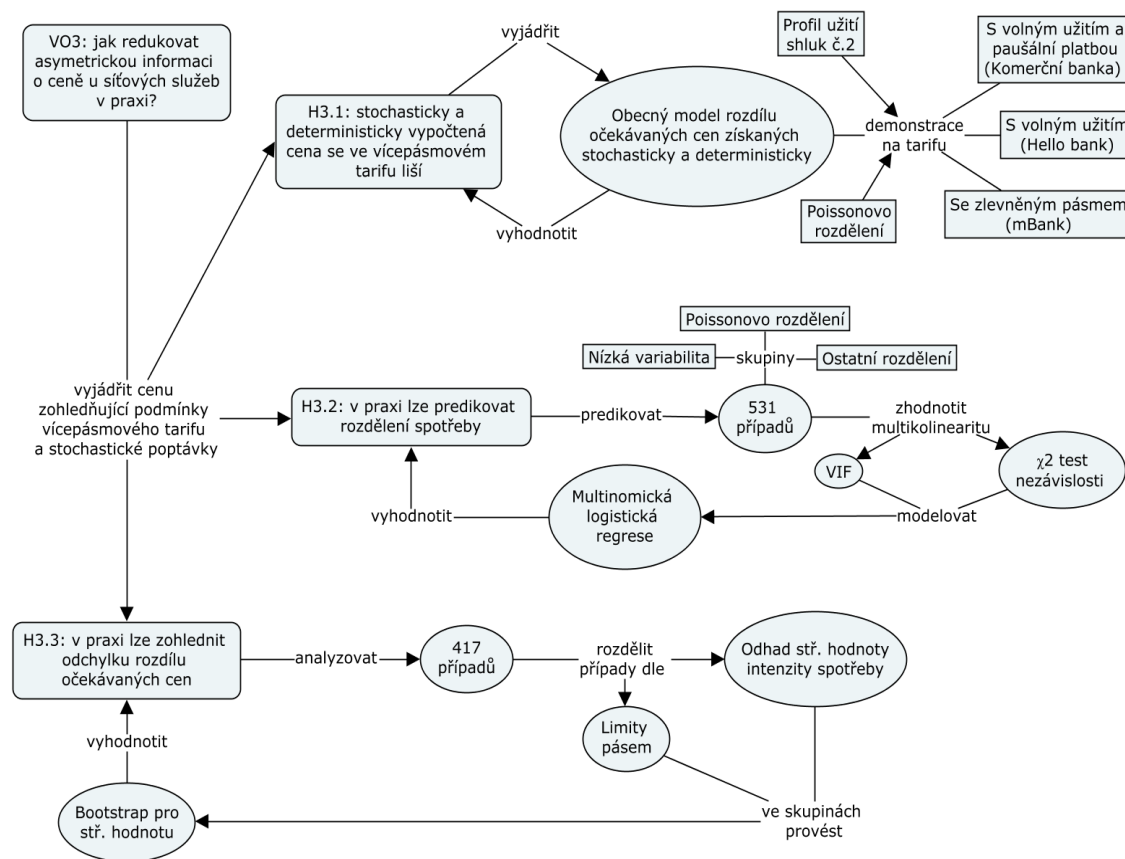 VO3: jak redukovat
asymetrickou informaci
o ceně u síťových služeb
v praxi?
vyjádřit
H3.1: stochasticky a
deterministicky vypočtená
cena se ve vícepásmovém
tarifu liší
Obecný model rozdílu
očekávaných cen získaných
stochasticky a deterministicky
vyhodnotit
Profil užití
shluk č.2
demonstrace
na tarifu
Poissonovo
rozdělení
S volným užitím a
paušální platbou
(Komerční banka)
S volným užitím
(Hello bank)
Se zlevněným pásmem
(mBank)
vyjádřit cenu
zohledňující podmínky
vícepásmového tarifu
a stochastické poptávky
H3.2: v praxi lze predikovat
rozdělení spotřeby
predikovat
Poissonovo rozdělení
Nízká variabilita
skupiny
Ostatní rozdělení
531
případů
zhodnotit
multikolinearitu
VIF
χ2 test
nezávislosti
modelovat
Multinomická
logistická
regrese
vyhodnotit
H3.3: v praxi lze zohlednit
odchylku rozdílu
očekávaných cen
analyzovat
417
případů
rozdělit
případy dle
Odhad stř. hodnoty
intenzity spotřeby
Limity
pásem
ve skupinách
provést
vyhodnotit
Bootstrap pro
stř. hodnotu